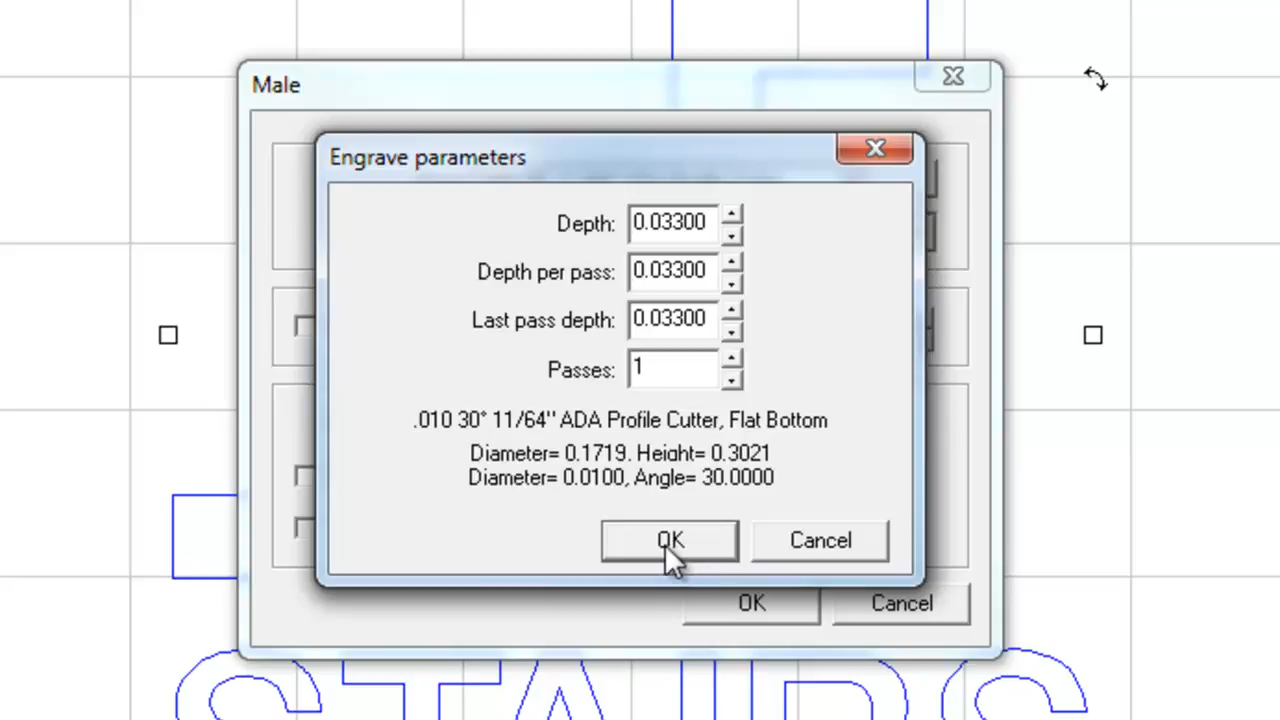 Male
Engrave parameters
Depth: 0.03300
Depth per pass: 0.03300
Last pass depth: 0.03300
Passes: 1
.010 30° 11/64" ADA Profile Cutter, Flat Bottom
Diameter= 0.1719. Height= 0.3021
Diameter= 0.0100, Angle= 30.0000
OK Cancel
OK Cancel
STAIRS